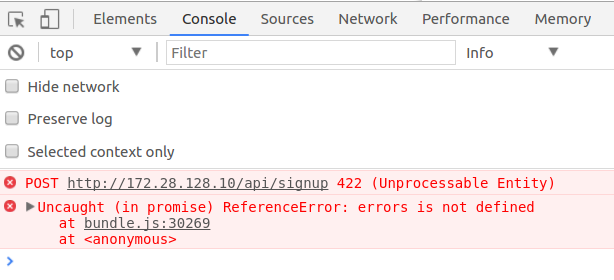 Elements Console Sources Network Performance Memory
top Filter Info
Hide network
Preserve log
Selected context only
POST http://172.28.128.10/api/signup 422 (Unprocessable Entity)
Uncaught (in promise) ReferenceError: errors is not defined
at bundle.js:30269
at <anonymous>